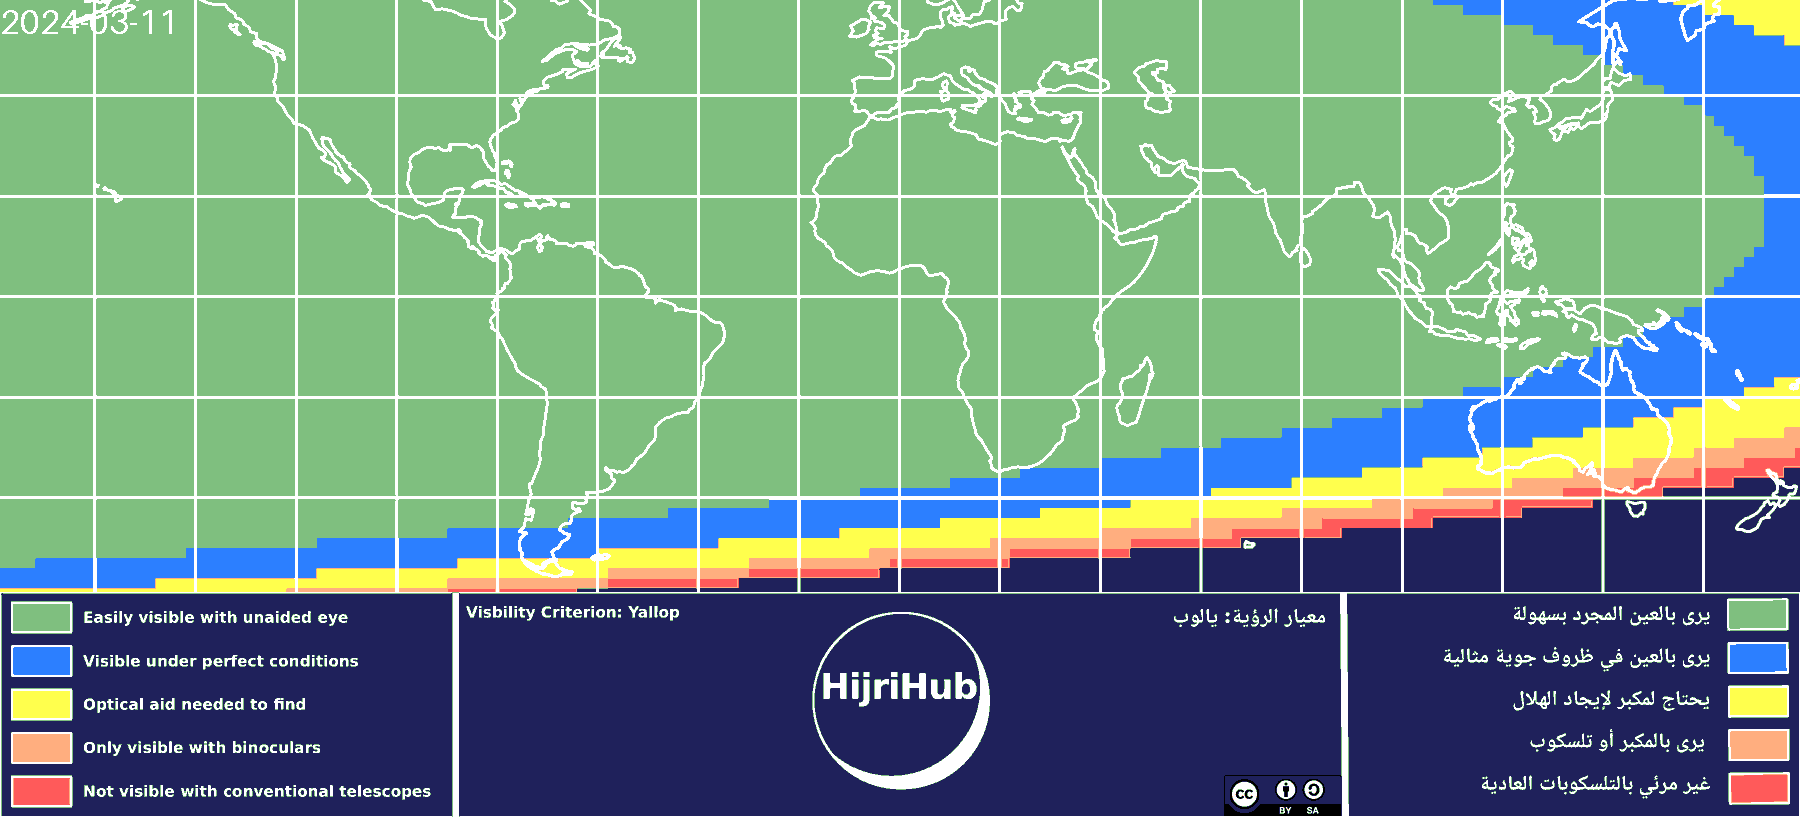 2024-03-11
Easily visible with unaided eye
Visible under perfect conditions
Optical aid needed to find
Only visible with binoculars
Not visible with conventional telescopes
Visbility Criterion: Yallop
معيار الرؤية: يالوب
HijriHub
cc
BY SA
يرى بالعين المجرد بسهولة
يرى بالعين في ظروف جوية مثالية
يحتاج لمكبر لإيجاد الهلال
يرى بالمكبر أو تلسكوب
غير مرئي بالتلسكوبات العادية